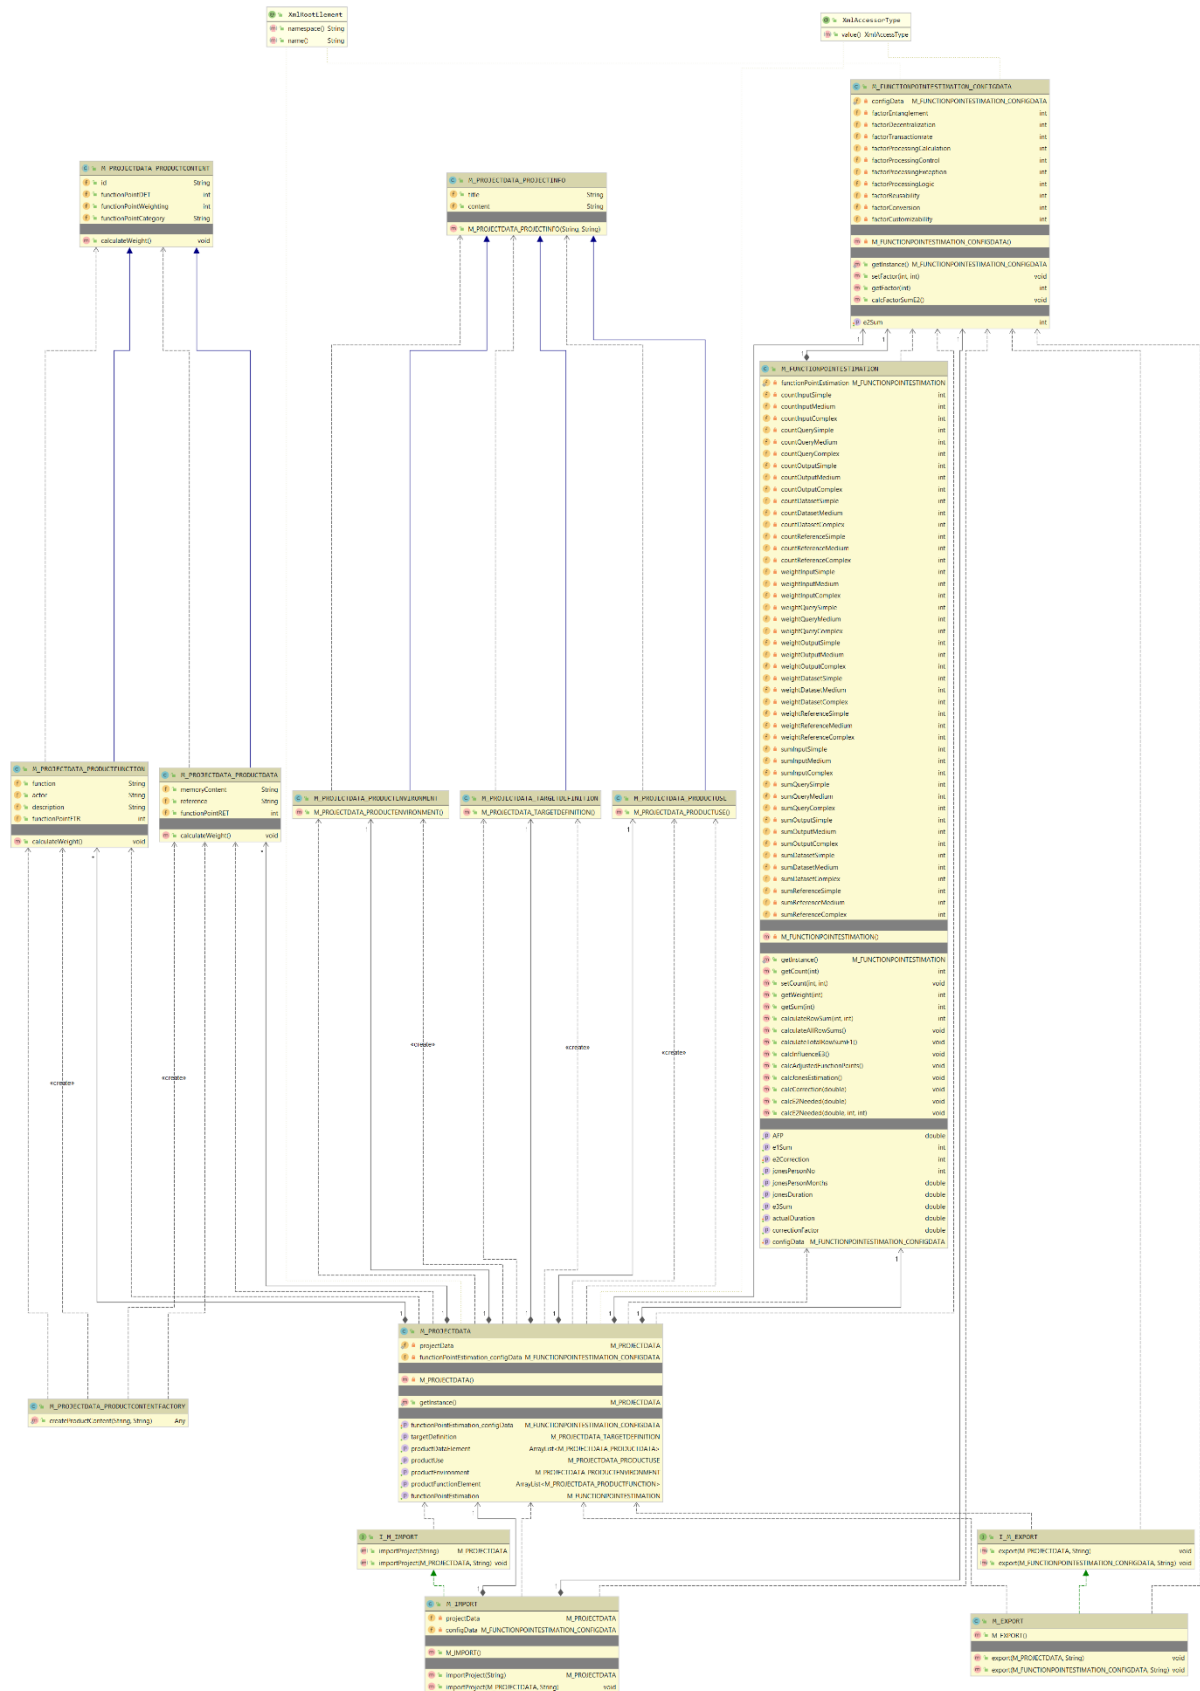 XmlRootElement
namespace() String
name() String
XmlAccessorType
value() XmlAccessType
M_FUNCTIONPOINTESTIMATION_CONFIGDATA
configData M_FUNCTIONPOINTESTIMATION_CONFIGDATA
factorEntanglement int
factorDecentralization int
factorTransactionrate int
factorProcessingCalculation int
factorProcessingControl int
factorProcessingException int
factorProcessingLogic int
factorReusability int
factorConversion int
factorCustomizability int
M_FUNCTIONPOINTESTIMATION_CONFIGDATA()
getInstance() M_FUNCTIONPOINTESTIMATION_CONFIGDATA
setFactor(int, int) void
getFactor(int) int
calcFactorSumE2() void
e2Sum int
M_PROJECTDATA_PRODUCTCONTENT
id String
functionPointDET int
functionPointWeighting int
functionPointCategory String
calculateWeight() void
M_PROJECTDATA_PROJECTINFO
title String
content String
M_PROJECTDATA_PROJECTINFO(String, String)
M_FUNCTIONPOINTESTIMATION
functionPointEstimation M_FUNCTIONPOINTESTIMATION
countInputSimple int
countInputMedium int
countInputComplex int
countQuerySimple int
countQueryMedium int
countQueryComplex int
countOutputSimple int
countOutputMedium int
countOutputComplex int
countDatasetSimple int
countDatasetMedium int
countDatasetComplex int
countReferenceSimple int
countReferenceMedium int
countReferenceComplex int
weightInputSimple int
weightInputMedium int
weightInputComplex int
weightQuerySimple int
weightQueryMedium int
weightQueryComplex int
weightOutputSimple int
weightOutputMedium int
weightOutputComplex int
weightDatasetSimple int
weightDatasetMedium int
weightDatasetComplex int
weightReferenceSimple int
weightReferenceMedium int
weightReferenceComplex int
sumInputSimple int
sumInputMedium int
sumInputComplex int
sumQuerySimple int
sumQueryMedium int
sumQueryComplex int
sumOutputSimple int
sumOutputMedium int
sumOutputComplex int
sumDatasetSimple int
sumDatasetMedium int
sumDatasetComplex int
sumReferenceSimple int
sumReferenceMedium int
sumReferenceComplex int
M_FUNCTIONPOINTESTIMATION()
getInstance() M_FUNCTIONPOINTESTIMATION
getCount(int) int
setCount(int, int) void
getWeight(int) int
getSum(int) int
calculateRowSum(int, int) int
calculateAllRowSums() void
calculateTotalRowSumE1() void
calcInfluenceE3() void
calcAdjustedFunctionPoints() void
calcJonesEstimation() void
calcCorrection(double) void
calcE2Needed(double) void
calcE2Needed(double, int, int) void
AFP double
e1Sum int
e2Correction int
jonesPersonNo int
jonesPersonMonths double
jonesDuration double
e3Sum double
actualDuration double
correctionFactor double
configData M_FUNCTIONPOINTESTIMATION_CONFIGDATA
M_PROJECTDATA_PRODUCTFUNCTION
function String
actor String
description String
functionPointFTR int
calculateWeight() void
M_PROJECTDATA_PRODUCTDATA
memoryContent String
reference String
functionPointRET int
calculateWeight() void
M_PROJECTDATA_PRODUCTENVIRONMENT
M_PROJECTDATA_PRODUCTENVIRONMENT()
M_PROJECTDATA_TARGETDEFINITION
M_PROJECTDATA_TARGETDEFINITION()
M_PROJECTDATA_PRODUCTUSE
M_PROJECTDATA_PRODUCTUSE()
«create»
«create»
«create»
«create»
«create»
M_PROJECTDATA
projectData M_PROJECTDATA
functionPointEstimation_configData M_FUNCTIONPOINTESTIMATION_CONFIGDATA
M_PROJECTDATA()
getInstance() M_PROJECTDATA
functionPointEstimation_configData M_FUNCTIONPOINTESTIMATION_CONFIGDATA
targetDefinition M_PROJECTDATA_TARGETDEFINITION
productDataElement ArrayList<M_PROJECTDATA_PRODUCTDATA>
productUse M_PROJECTDATA_PRODUCTUSE
productEnvironment M_PROJECTDATA_PRODUCTENVIRONMENT
productFunctionElement ArrayList<M_PROJECTDATA_PRODUCTFUNCTION>
functionPointEstimation M_FUNCTIONPOINTESTIMATION
M_PROJECTDATA_PRODUCTCONTENTFACTORY
createProductContent(String, String) Any
I_M_IMPORT
importProject(String) M_PROJECTDATA
importProject(M_PROJECTDATA, String) void
I_M_EXPORT
export(M_PROJECTDATA, String) void
export(M_FUNCTIONPOINTESTIMATION_CONFIGDATA, String) void
M_IMPORT
projectData M_PROJECTDATA
configData M_FUNCTIONPOINTESTIMATION_CONFIGDATA
M_IMPORT()
importProject(String) M_PROJECTDATA
importProject(M_PROJECTDATA, String) void
M_EXPORT
M_EXPORT()
export(M_PROJECTDATA, String) void
export(M_FUNCTIONPOINTESTIMATION_CONFIGDATA, String) void